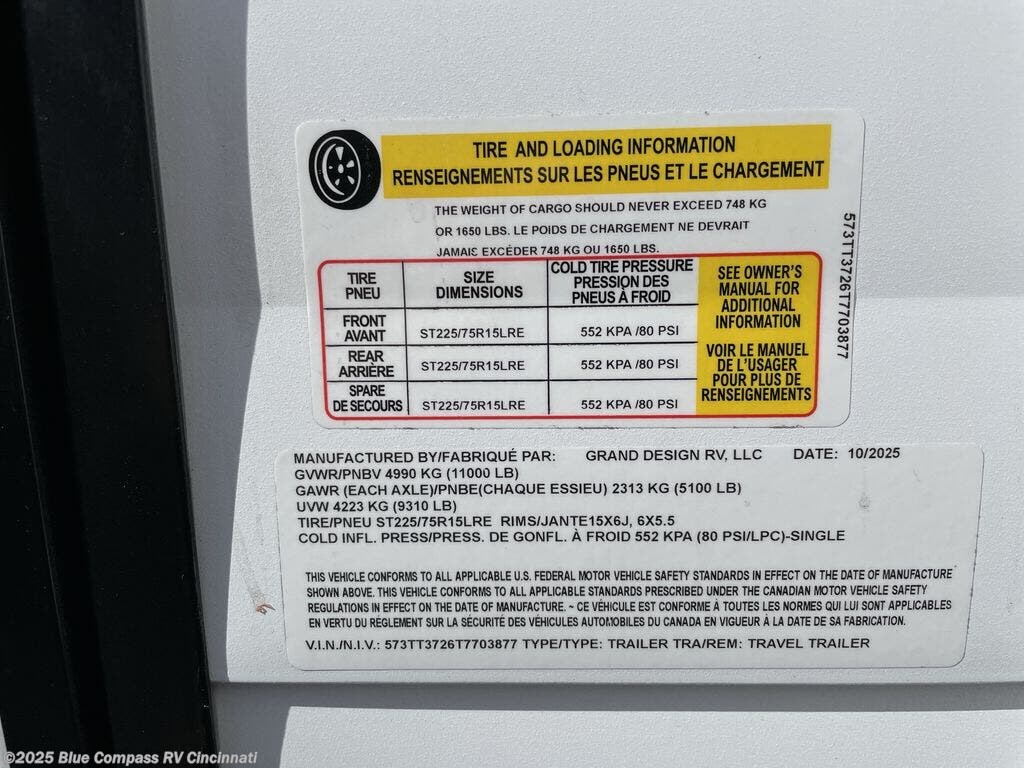 TIRE AND LOADING INFORMATION
RENSEIGNEMENTS SUR LES PNEUS ET LE CHARGEMENT
THE WEIGHT OF CARGO SHOULD NEVER EXCEED 748 KG
OR 1650 LBS. LE POIDS DE CHARGEMENT NE DEVRAIT
JAMAIS EXCÉDER 748 KG OU 1650 LBS.
TIRE
PNEU
SIZE
DIMENSIONS
COLD TIRE PRESSURE
PRESSION DES
PNEUS À FROID
FRONT
AVANT
ST225/75R15LRE
552 KPA /80 PSI
REAR
ARRIÈRE
ST225/75R15LRE
552 KPA /80 PSI
SPARE
DE SECOURS
ST225/75R15LRE
552 KPA /80 PSI
SEE OWNER'S
MANUAL FOR
ADDITIONAL
INFORMATION
VOIR LE MANUEL
DE L'USAGER
POUR PLUS DE
RENSEIGNEMENTS
573TT3726T7703877
MANUFACTURED BY/FABRIQUÉ PAR: GRAND DESIGN RV, LLC DATE: 10/2025
GVWR/PNBV 4990 KG (11000 LB)
GAWR (EACH AXLE)/PNBE(CHAQUE ESSIEU) 2313 KG (5100 LB)
UVW 4223 KG (9310 LB)
TIRE/PNEU ST225/75R15LRE RIMS/JANTE15X6J, 6X5.5
COLD INFL. PRESS/PRESS. DE GONFL. À FROID 552 KPA (80 PSI/LPC)-SINGLE
THIS VEHICLE CONFORMS TO ALL APPLICABLE U.S. FEDERAL MOTOR VEHICLE SAFETY STANDARDS IN EFFECT ON THE DATE OF MANUFACTURE
SHOWN ABOVE. THIS VEHICLE CONFORMS TO ALL APPLICABLE STANDARDS PRESCRIBED UNDER THE CANADIAN MOTOR VEHICLE SAFETY
REGULATIONS IN EFFECT ON THE DATE OF MANUFACTURE. ~ CE VÉHICULE EST CONFORME À TOUTES LES NORMES QUI LUI SONT APPLICABLES
EN VERTU DU RÈGLEMENT SUR LA SÉCURITÉ DES VÉHICULES AUTOMOBILES DU CANADA EN VIGUEUR À LA DATE DE SA FABRICATION.
V.I.N./N.I.V.: 573TT3726T7703877 TYPE/TYPE: TRAILER TRA/REM: TRAVEL TRAILER
©2025 Blue Compass RV Cincinnati